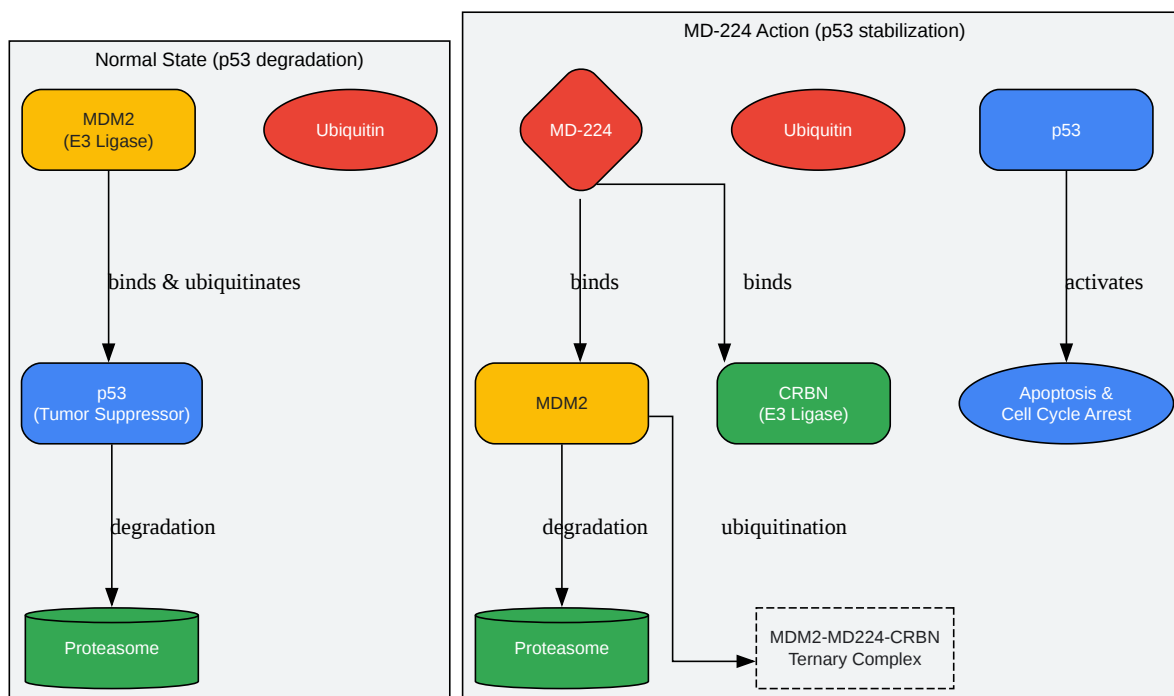 Normal State (p53 degradation)
MDM2
(E3 Ligase)
Ubiquitin
binds & ubiquitinates
p53
(Tumor Suppressor)
degradation
Proteasome
MD-224 Action (p53 stabilization)
MD-224
Ubiquitin
p53
binds
binds
activates
MDM2
CRBN
(E3 Ligase)
Apoptosis &
Cell Cycle Arrest
degradation
ubiquitination
Proteasome
MDM2-MD224-CRBN
Ternary Complex